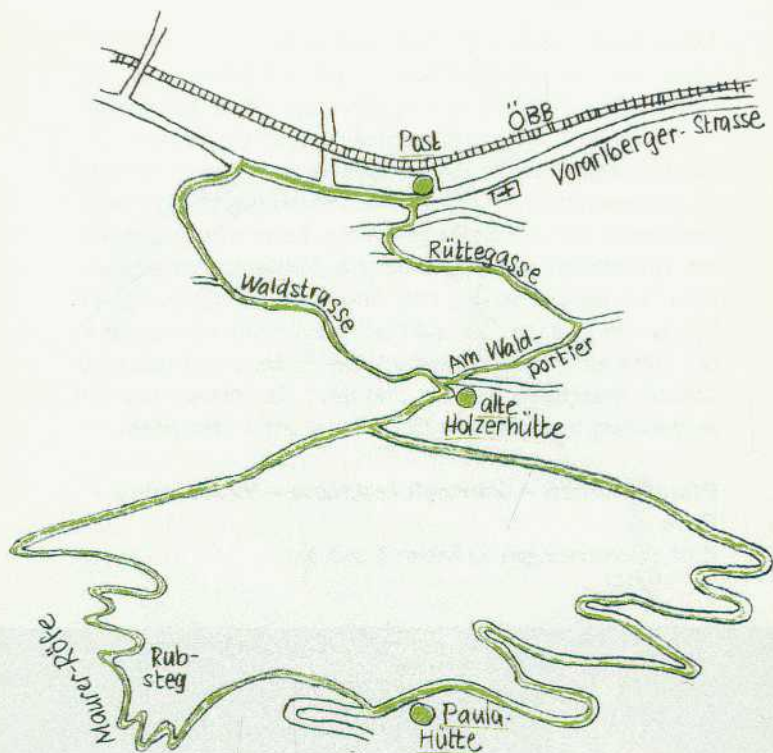 ÖBB
Post
Vorarlberger-Strasse
Rüttegasse
Waldstrasse
Am Wald-
portier
alte
Holzerhütte
Maurer-Röfe
Rub-
steg
Paula-
Hütte